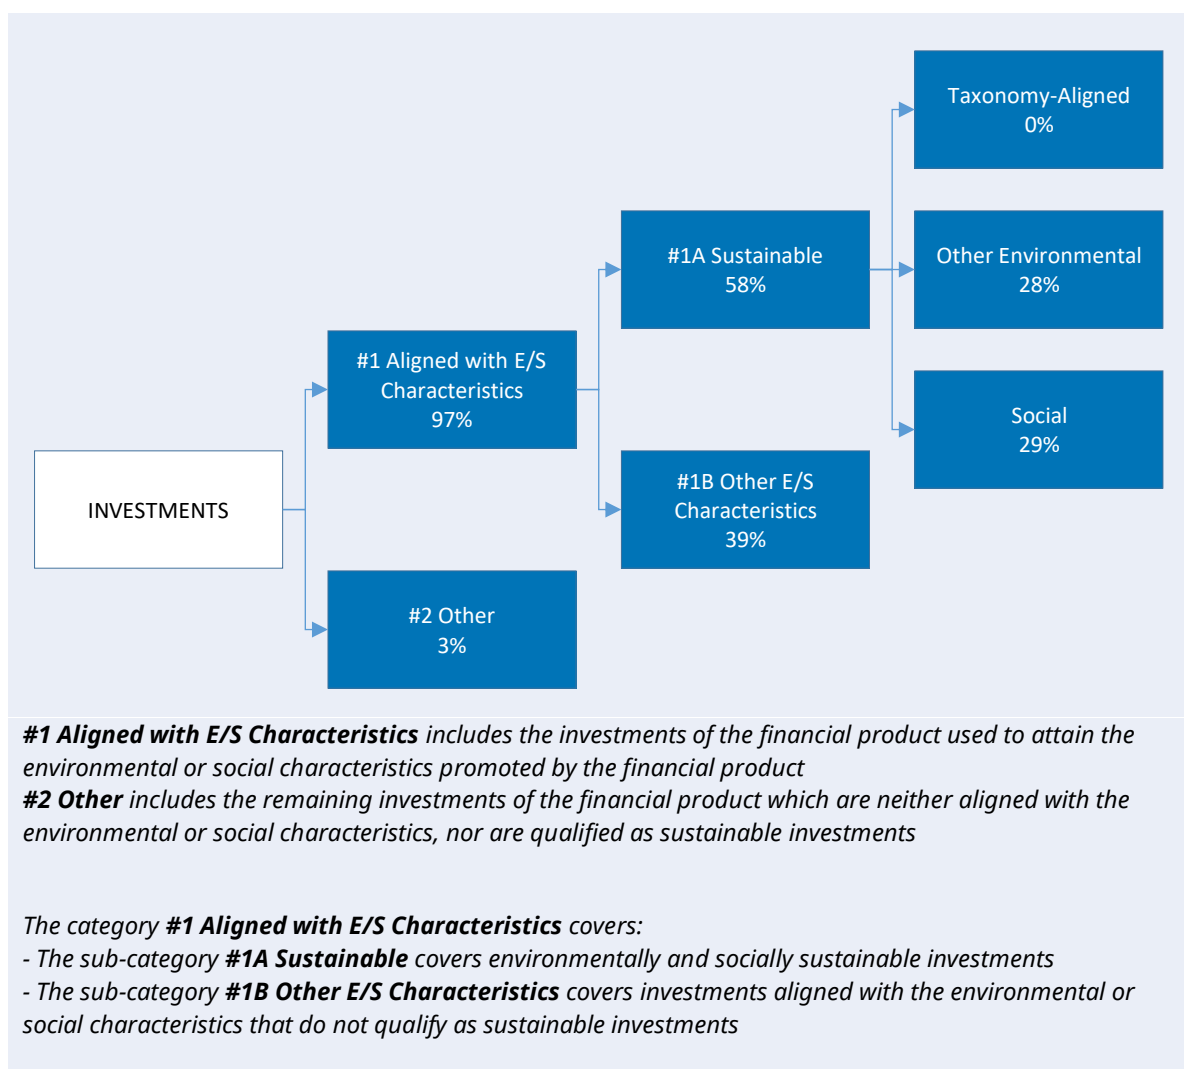 Taxonomy-Aligned
0%
#1A Sustainable
58%
Other Environmental
28%
#1 Aligned with E/S
Characteristics
97%
Social
29%
INVESTMENTS
#1B Other E/S
Characteristics
39%
#2 Other
3%
#1 Aligned with E/S Characteristics includes the investments of the financial product used to attain the
environmental or social characteristics promoted by the financial product
#2 Other includes the remaining investments of the financial product which are neither aligned with the
environmental or social characteristics, nor are qualified as sustainable investments
The category #1 Aligned with E/S Characteristics covers:
- The sub-category #1A Sustainable covers environmentally and socially sustainable investments
- The sub-category #1B Other E/S Characteristics covers investments aligned with the environmental or
social characteristics that do not qualify as sustainable investments